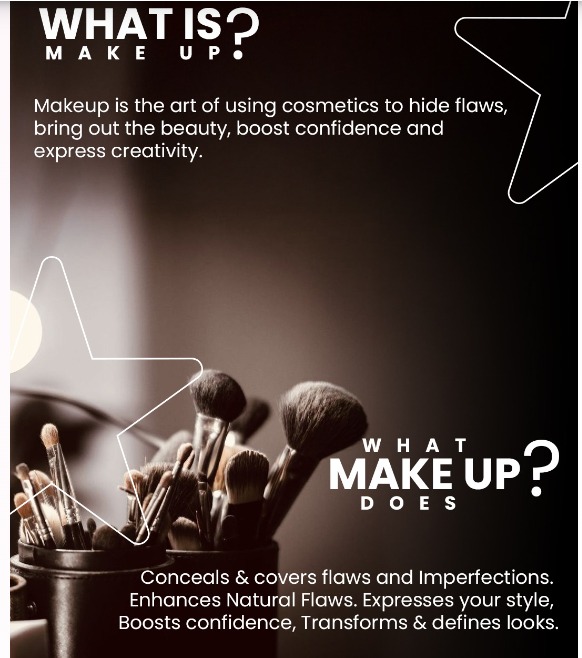 WHAT IS?
MAKE UP?
Makeup is the art of using cosmetics to hide flaws,
bring out the beauty, boost confidence and
express creativity.
WHAT
MAKE UP?
DOES
Conceals & covers flaws and Imperfections.
Enhances Natural Flaws. Expresses your style,
Boosts confidence, Transforms & defines looks.